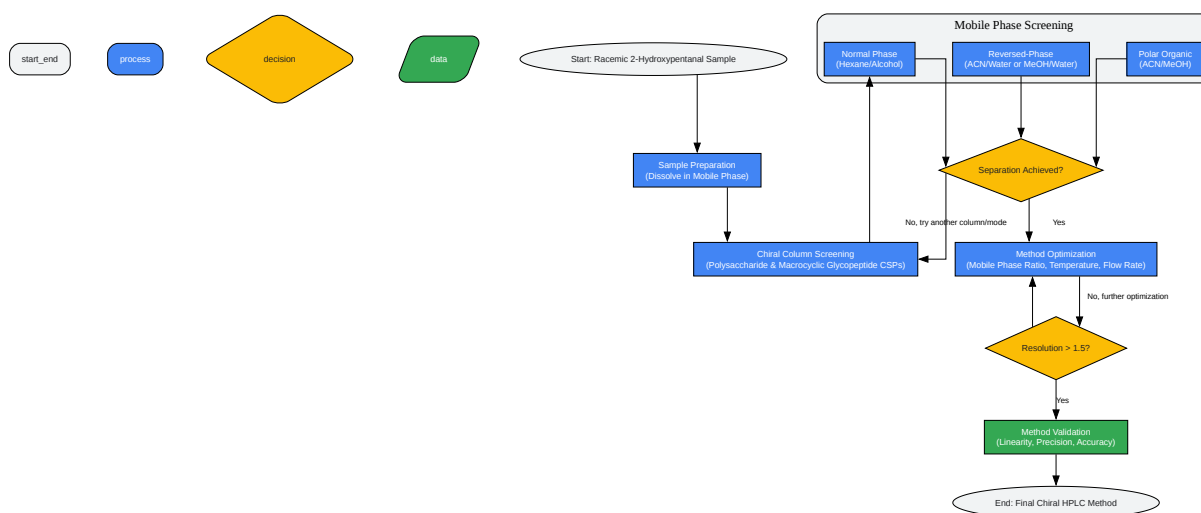 start_end
process
decision
data
Start: Racemic 2-Hydroxypentanal Sample
Mobile Phase Screening
Normal Phase
(Hexane/Alcohol)
Reversed-Phase
(ACN/Water or MeOH/Water)
Polar Organic
(ACN/MeOH)
Sample Preparation
(Dissolve in Mobile Phase)
Separation Achieved?
No, try another column/mode
Yes
Chiral Column Screening
(Polysaccharide & Macrocyclic Glycopeptide CSPs)
Method Optimization
(Mobile Phase Ratio, Temperature, Flow Rate)
No, further optimization
Resolution > 1.5?
Yes
Method Validation
(Linearity, Precision, Accuracy)
End: Final Chiral HPLC Method